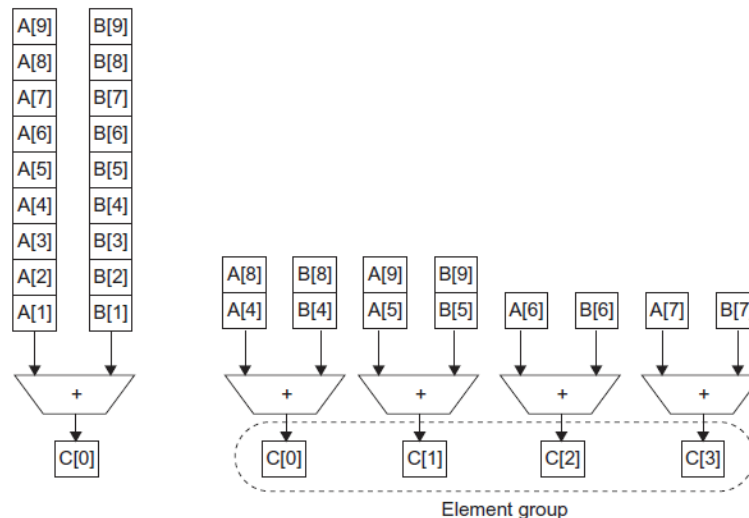 A[9] B[9]
A[8] B[8]
A[7] B[7]
A[6] B[6]
A[5] B[5]
A[4] B[4]
A[3] B[3]
A[2] B[2] A[8] B[8] A[9] B[9]
A[1] B[1] A[4] B[4] A[5] B[5] A[6] B[6] A[7] B[7
+ + + + +
C[0] C[0] C[1] C[2] C[3]
Element group